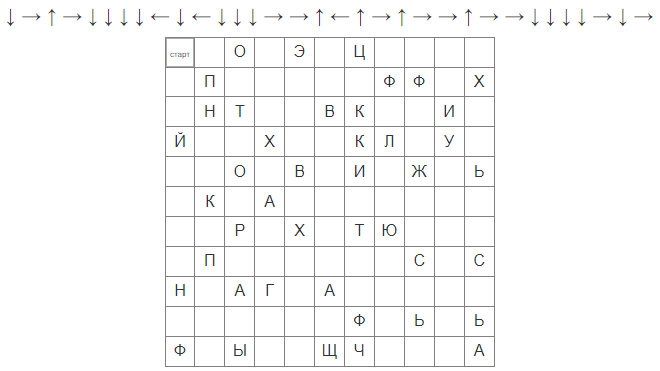 ↓ → ↑ → ↓ ↓ ↓ ↓ ← ↓ ← ↓ ↓ ↓ → → ↑ ← ↑ → ↑ → → ↑ → → ↓ ↓ ↓ ↓ → ↓ →
старт О Э Ц
П Ф Ф Х
Н Т В К И
Й Х К Л У
О В И Ж Ь
К А
Р Х Т Ю
П С С
Н А Г А
Ф Ь Ь
Ф Ы Щ Ч А